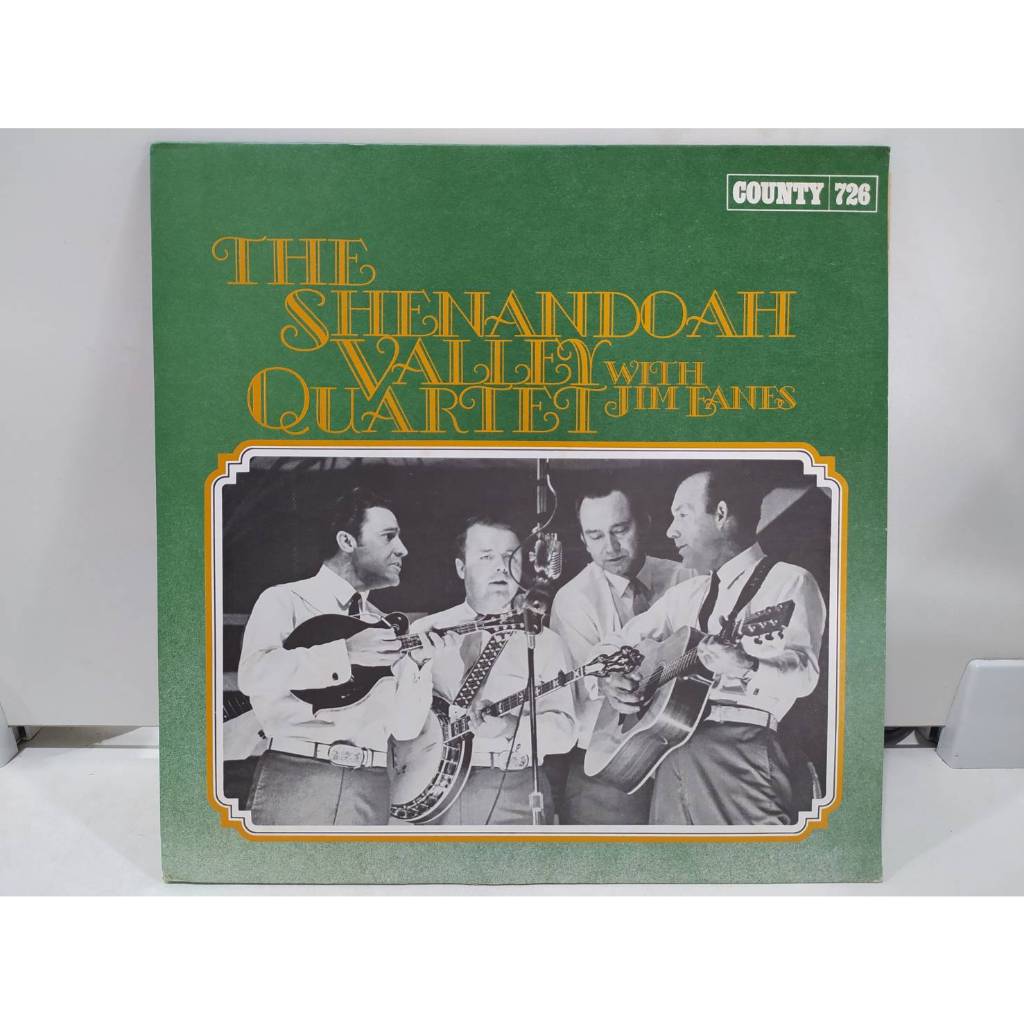 COUNTY 726
THE
SHENANDOAH
VALLEY
QUARTET
WITH
JIM EANES